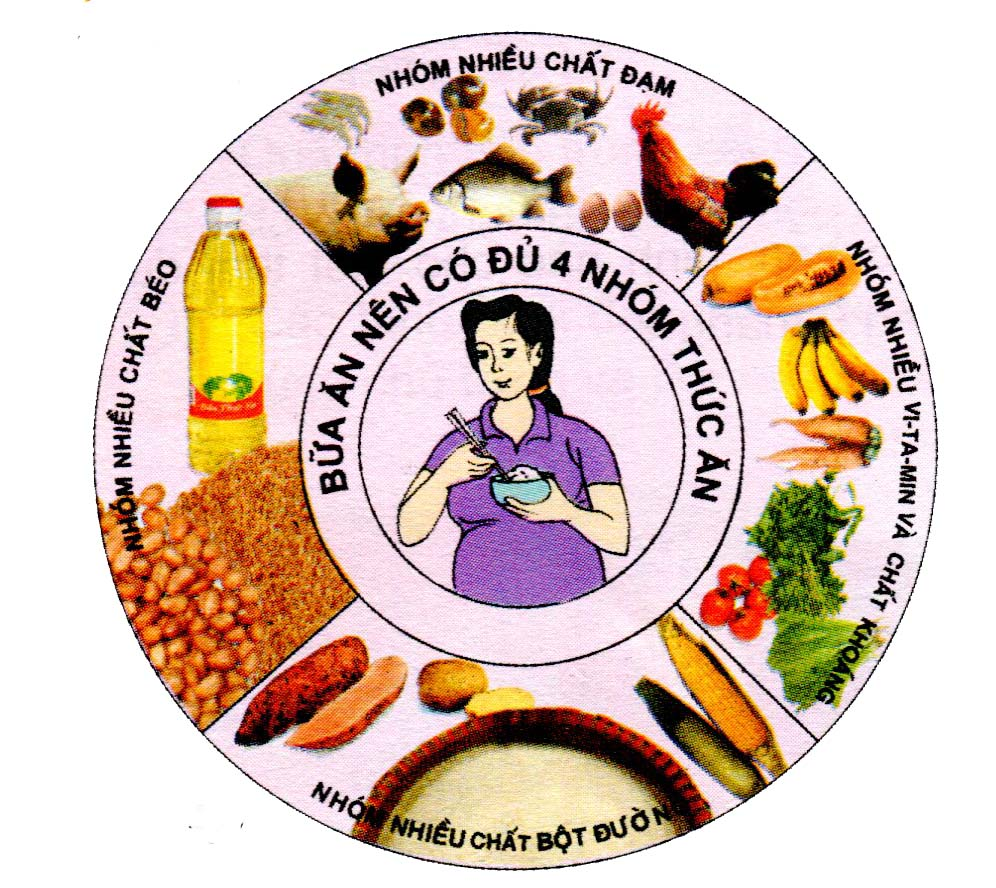 NHÓM NHIỀU CHẤT ĐẠM
NHÓM NHIỀU CHẤT BÉO
BỮA ĂN NÊN CÓ ĐỦ 4 NHÓM THỨC ĂN
NHÓM NHIỀU VI-TA-MIN VÀ CHẤT KHOÁNG
NHÓM NHIỀU CHẤT BỘT ĐƯỜNG